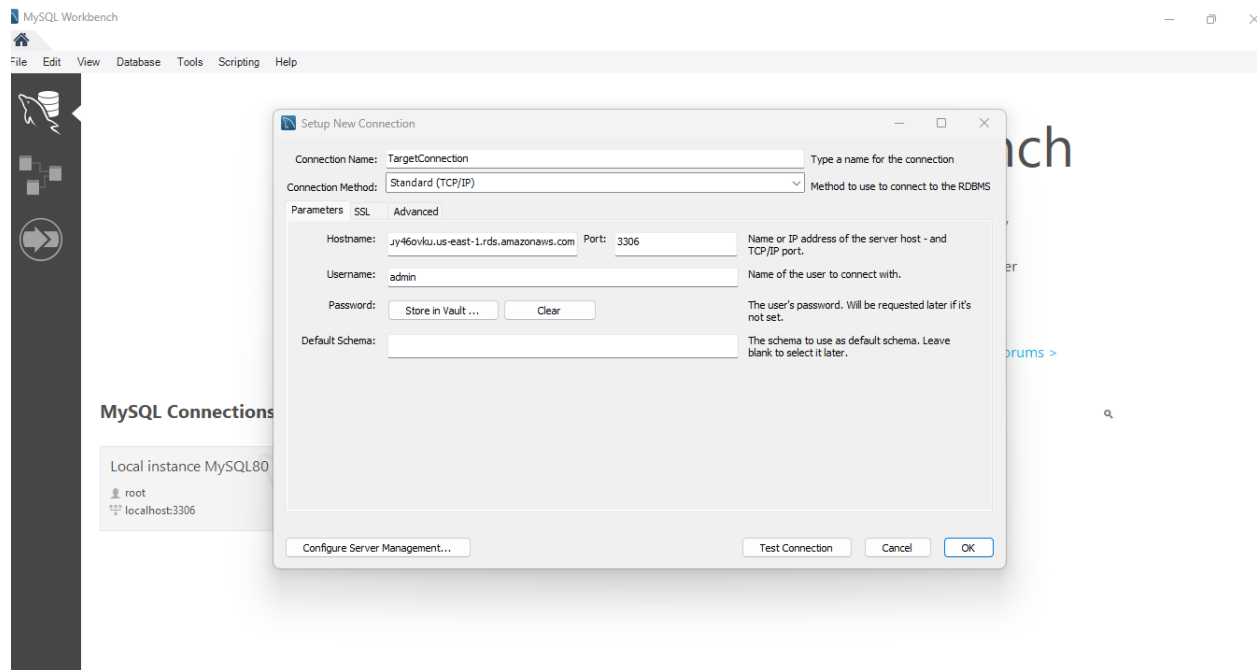 MySQL Workbench
File Edit View Database Tools Scripting Help
Setup New Connection
Connection Name: TargetConnection Type a name for the connection
Connection Method: Standard (TCP/IP) Method to use to connect to the RDBMS
Parameters SSL Advanced
Hostname: uy46ovku.us-east-1.rds.amazonaws.com Port: 3306 Name or IP address of the server host - and
TCP/IP port.
Username: admin Name of the user to connect with.
Password: Store in Vault ... Clear The user's password. Will be requested later if it's
not set.
Default Schema: The schema to use as default schema. Leave
blank to select it later.
Configure Server Management... Test Connection Cancel OK
nch
er
orums >
MySQL Connections
Local instance MySQL80
root
localhost:3306